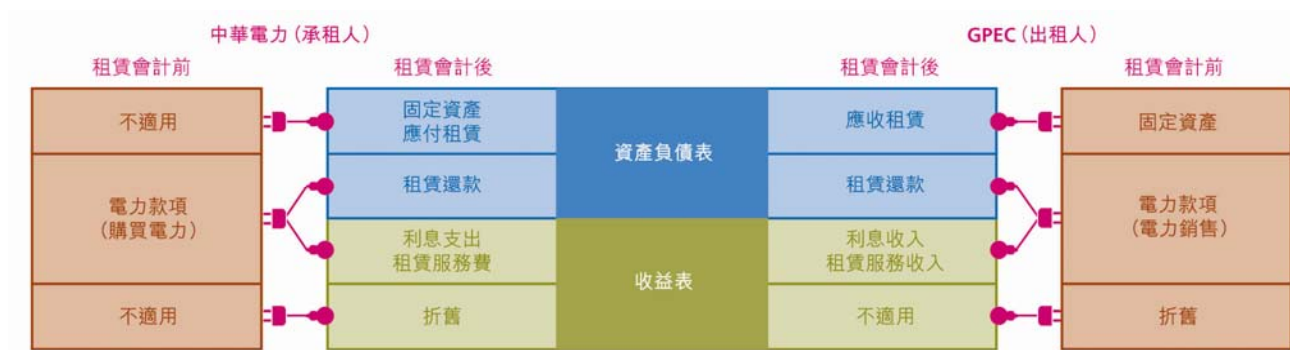 中華電力 (承租人)
GPEC (出租人)
租賃會計前
租賃會計後
租賃會計後
租賃會計前
不適用
固定資產
應付租賃
資產負債表
應收租賃
固定資產
電力款項
(購買電力)
租賃還款
租賃還款
電力款項
(電力銷售)
利息支出
租賃服務費
收益表
利息收入
租賃服務收入
不適用
折舊
不適用
折舊